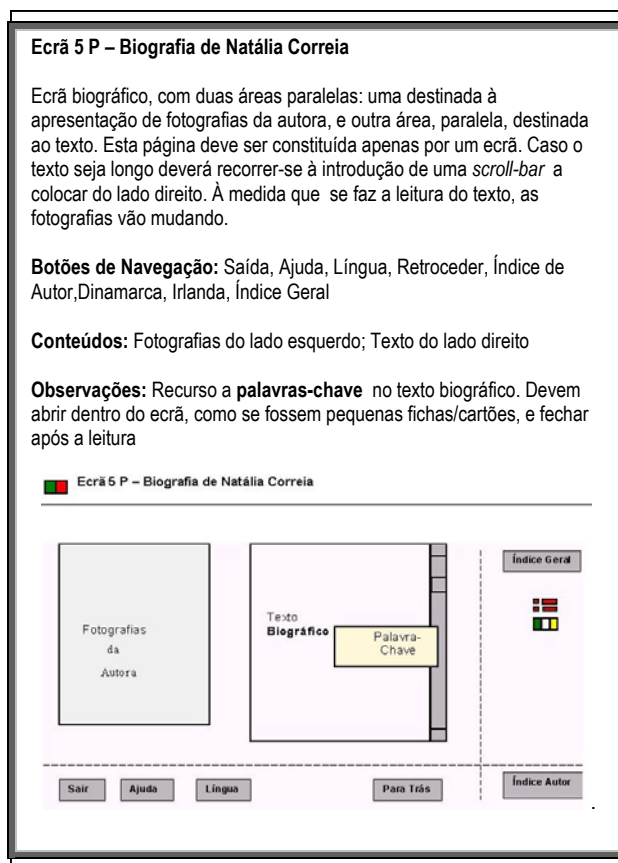 Ecrã 5 P – Biografia de Natália Correia
Ecrã biográfico, com duas áreas paralelas: uma destinada à
apresentação de fotografias da autora, e outra área, paralela, destinada
ao texto. Esta página deve ser constituída apenas por um ecrã. Caso o
texto seja longo deverá recorrer-se à introdução de uma scroll-bar a
colocar do lado direito. À medida que se faz a leitura do texto, as
fotografias vão mudando.
Botões de Navegação: Saída, Ajuda, Língua, Retroceder, Índice de
Autor,Dinamarca, Irlanda, Índice Geral
Conteúdos: Fotografias do lado esquerdo; Texto do lado direito
Observações: Recurso a palavras-chave no texto biográfico. Devem
abrir dentro do ecrã, como se fossem pequenas fichas/cartões, e fechar
após a leitura
Ecrã 5 P – Biografia de Natália Correia
Fotografias
da
Autora
Texto
Biográfico
Palavra-
Chave
Índice Geral
Sair
Ajuda
Língua
Para Trás
Índice Autor
.